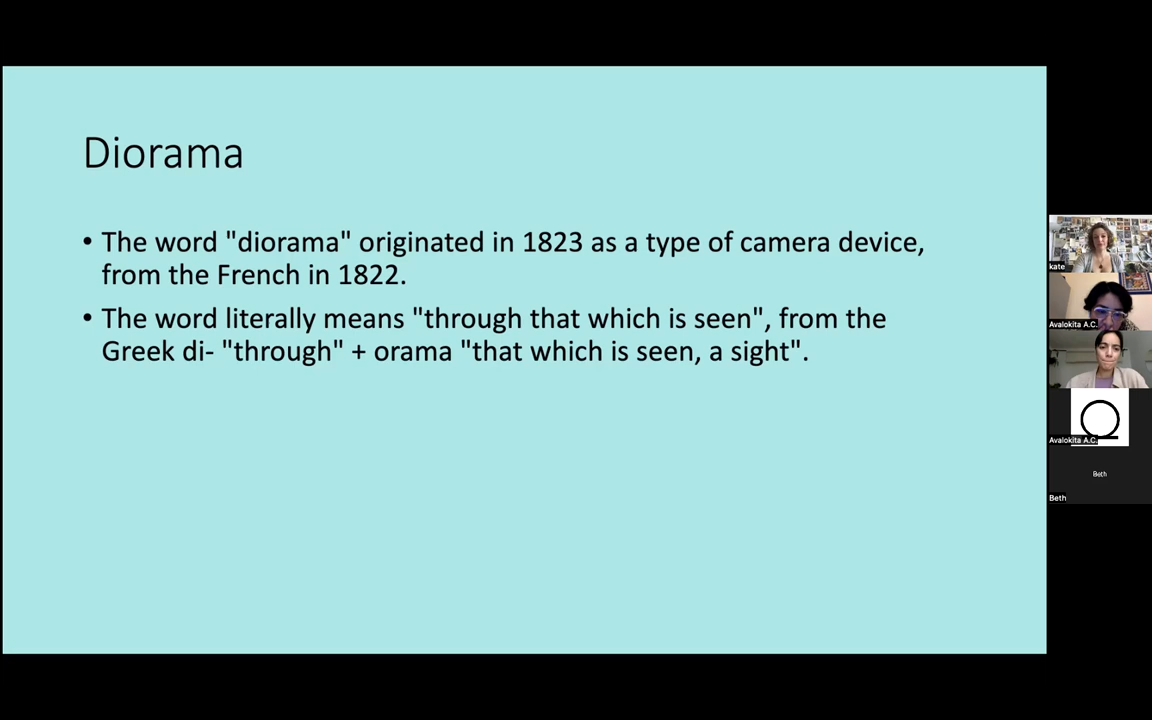 Diorama
• The word "diorama" originated in 1823 as a type of camera device,
from the French in 1822.
• The word literally means "through that which is seen", from the
Greek di- "through" + orama "that which is seen, a sight".
kate
Avalokita A.C.
Avalokita A.C.
Beth
Beth